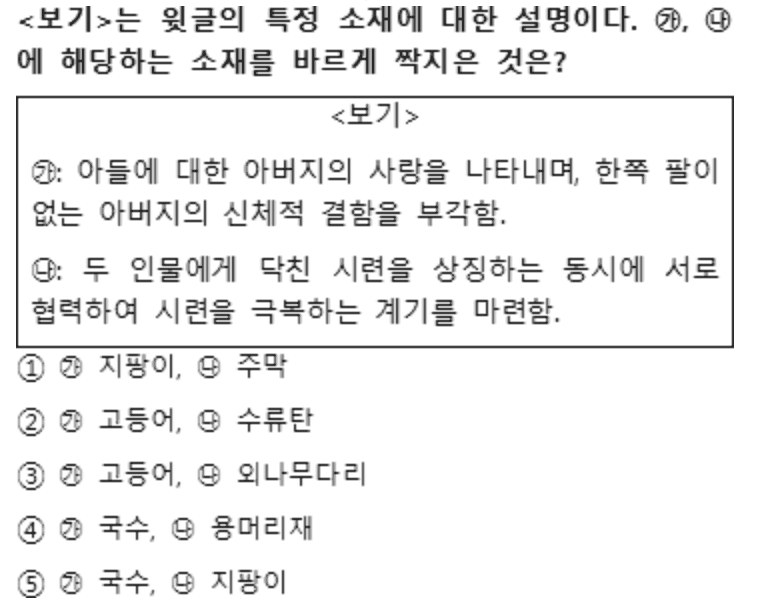 <보기>는 윗글의 특정 소재에 대한 설명이다. ㉮, ㉯
에 해당하는 소재를 바르게 짝지은 것은?
<보기>
㉮: 아들에 대한 아버지의 사랑을 나타내며, 한쪽 팔이
없는 아버지의 신체적 결함을 부각함.
㉯: 두 인물에게 닥친 시련을 상징하는 동시에 서로
협력하여 시련을 극복하는 계기를 마련함.
① ㉮ 지팡이, ㉯ 주막
② ㉮ 고등어, ㉯ 수류탄
③ ㉮ 고등어, ㉯ 외나무다리
④ ㉮ 국수, ㉯ 용머리재
⑤ ㉮ 국수, ㉯ 지팡이